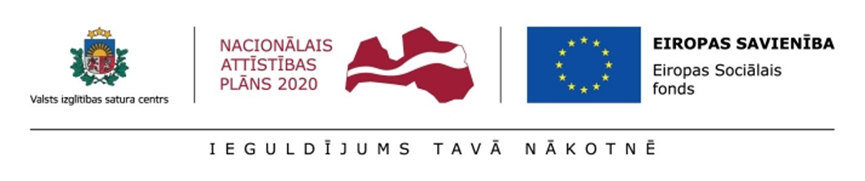 Valsts izglītības satura centrs
NACIONĀLAIS
ATTĪSTĪBAS
PLĀNS 2020
EIROPAS SAVIENĪBA
Eiropas Sociālais
fonds
IEGULDĪJUMS TAVĀ NĀKOTNĒ